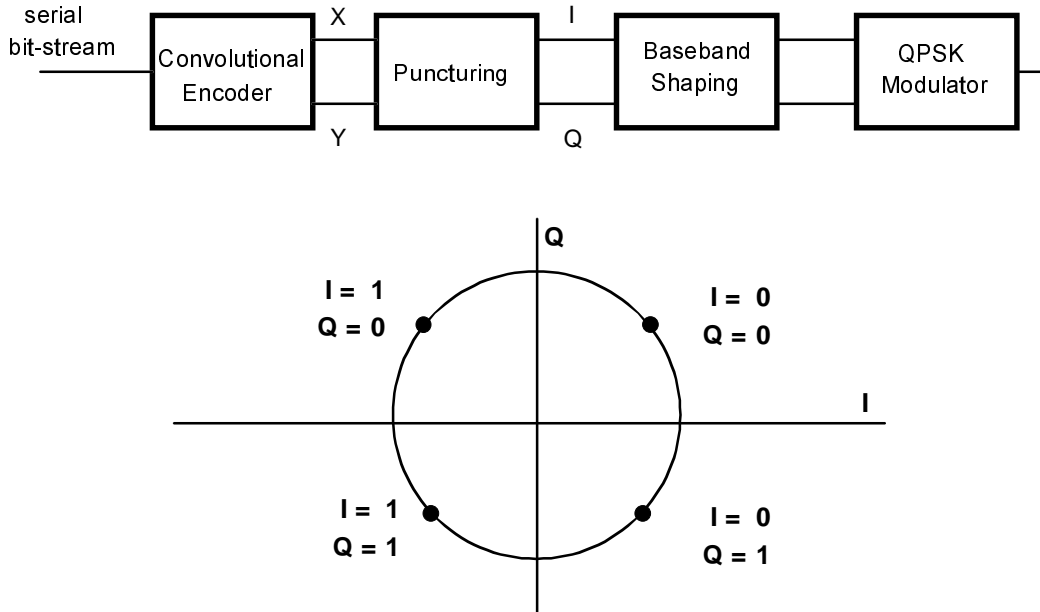 serial
bit-stream
X
Y
Convolutional
Encoder
Puncturing
I
Q
Baseband
Shaping
QPSK
Modulator
Q
I = 1
Q = 0
I = 0
Q = 0
I
I = 1
Q = 1
I = 0
Q = 1